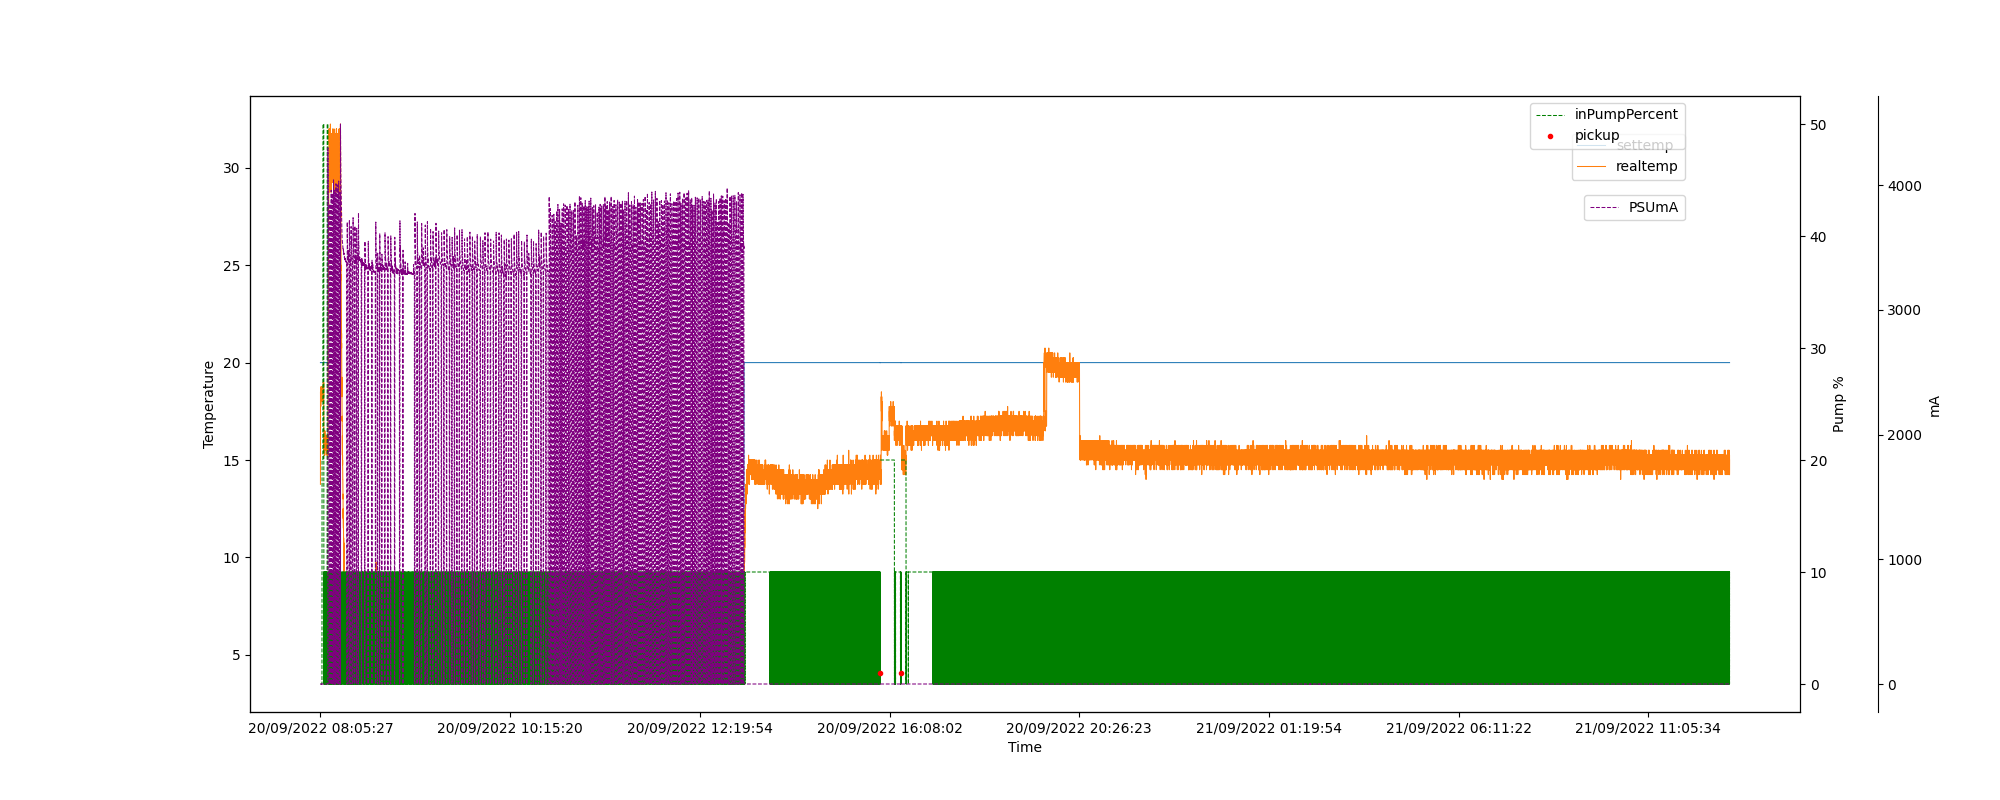 inPumpPercent
pickup
settemp
realtemp
PSUmA
30
25
20
15
10
5
Temperature
50
40
30
20
10
0
Pump %
4000
3000
2000
1000
0
mA
20/09/2022 08:05:27
20/09/2022 10:15:20
20/09/2022 12:19:54
20/09/2022 16:08:02
20/09/2022 20:26:23
21/09/2022 01:19:54
21/09/2022 06:11:22
21/09/2022 11:05:34
Time